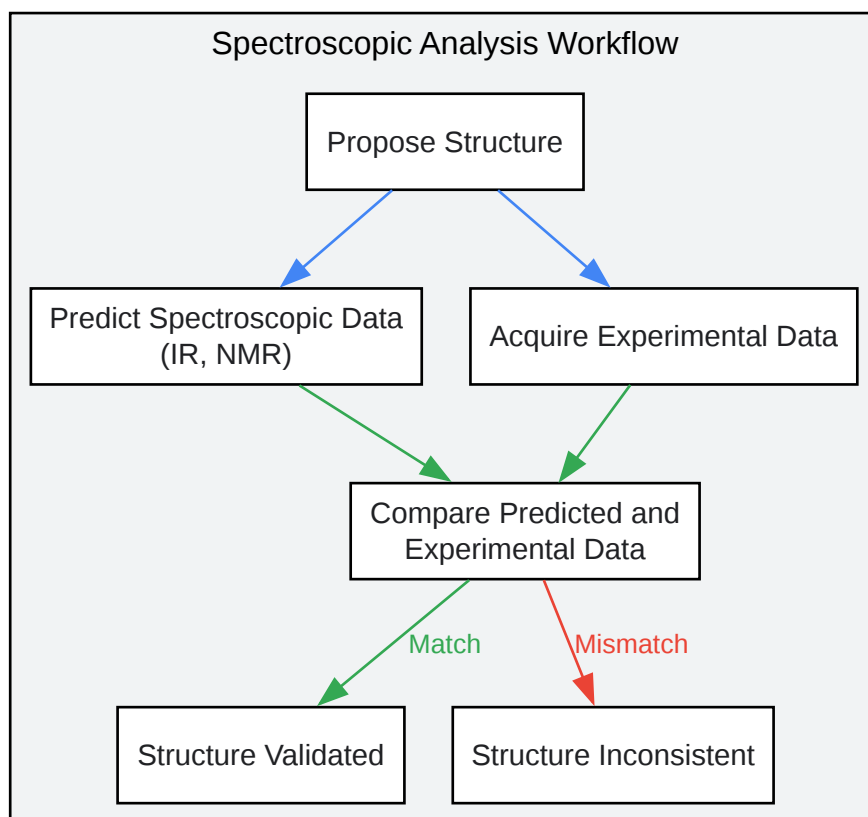 Spectroscopic Analysis Workflow
Propose Structure
Predict Spectroscopic Data
(IR, NMR)
Acquire Experimental Data
Compare Predicted and
Experimental Data
Match
Mismatch
Structure Validated
Structure Inconsistent